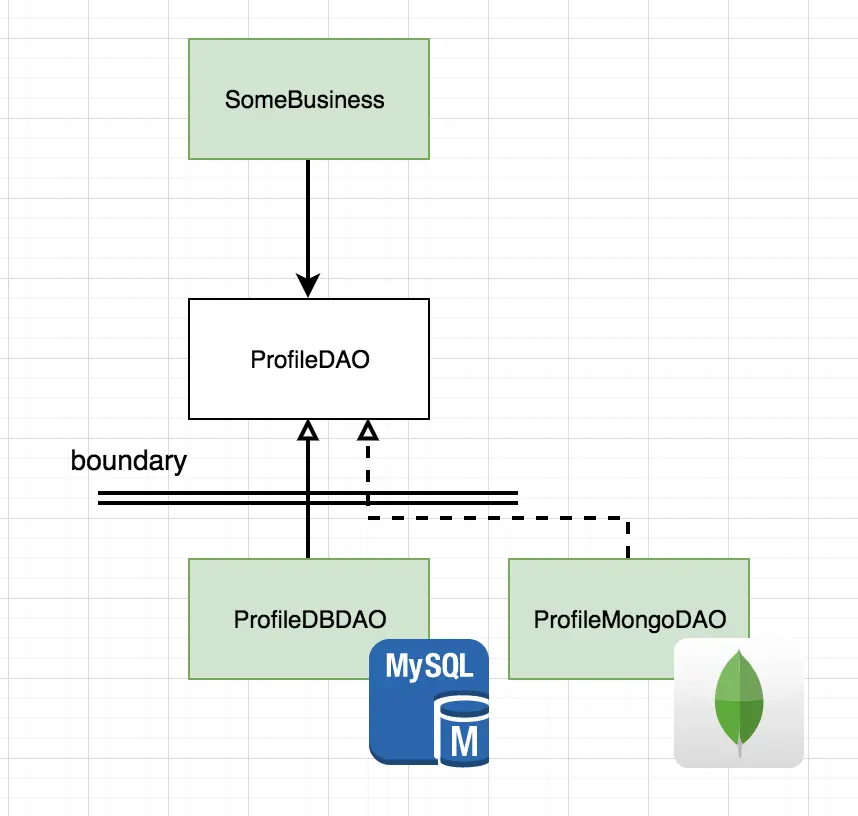 SomeBusiness
ProfileDAO
boundary
ProfileDBDAO
ProfileMongoDAO
MySQL
M